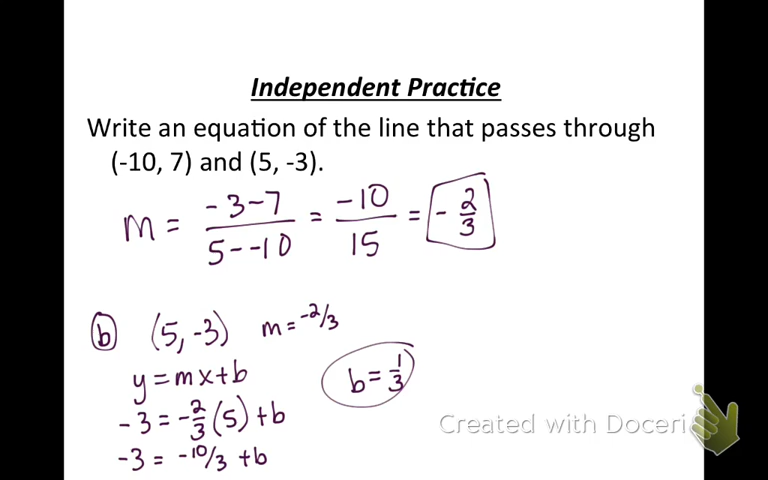 Independent Practice
Write an equation of the line that passes through
(-10, 7) and (5, -3).
m = -3-7 / 5--10 = -10 / 15 = - 2/3
b (5, -3) m = -2/3
y = mx+b
b = 1/3
-3 = -2/3 (5) + b
-3 = -10/3 + b
Created with Doceri